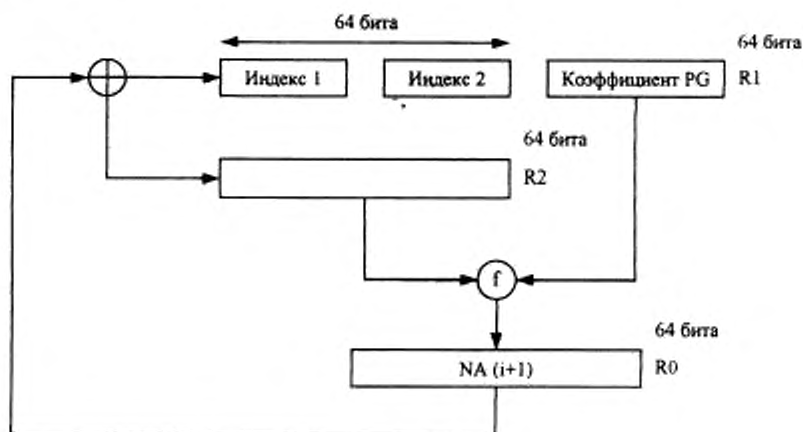 64 бита
64 бита
Индекс 1
Индекс 2
Коэффициент PG
R1
64 бита
R2
f
64 бита
NA (i+1)
R0